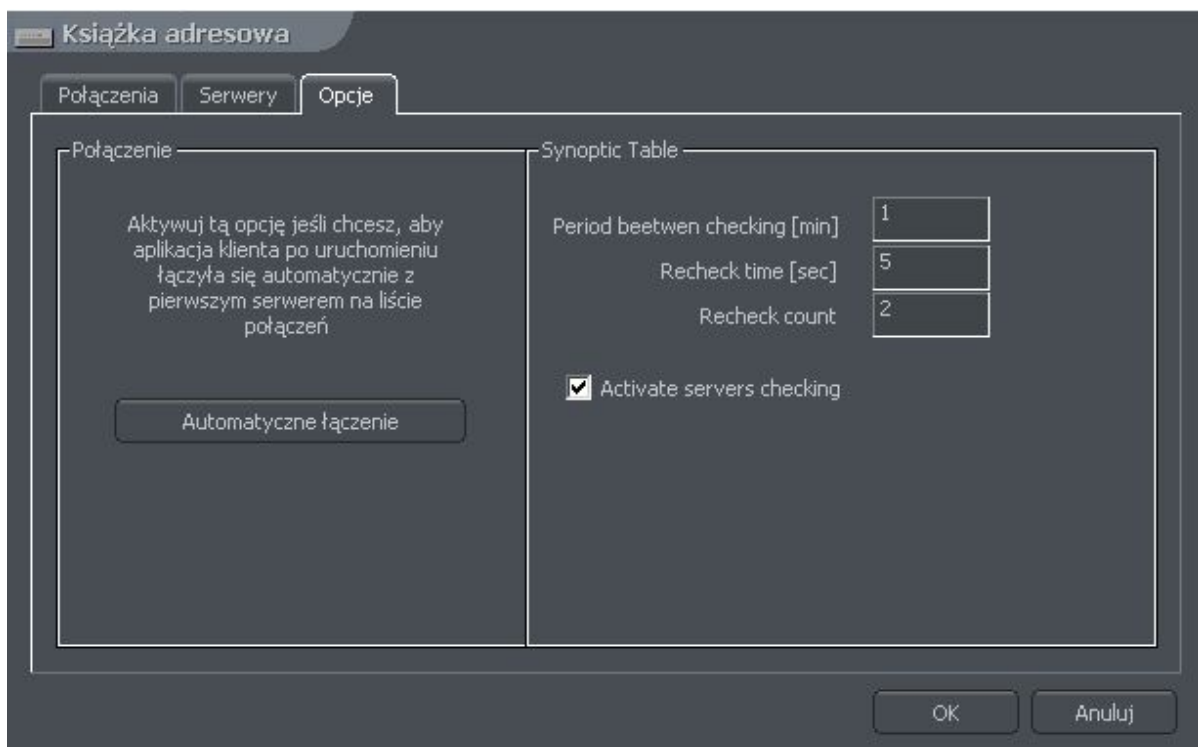 Książka adresowa
Połączenia Serwery Opcje
Połączenie
Aktywuj tą opcję jeśli chcesz, aby
aplikacja klienta po uruchomieniu
łączyła się automatycznie z
pierwszym serwerem na liście
połączeń
Automatyczne łączenie
Synoptic Table
Period beetwen checking [min] 1
Recheck time [sec] 5
Recheck count 2
Activate servers checking
OK Anuluj